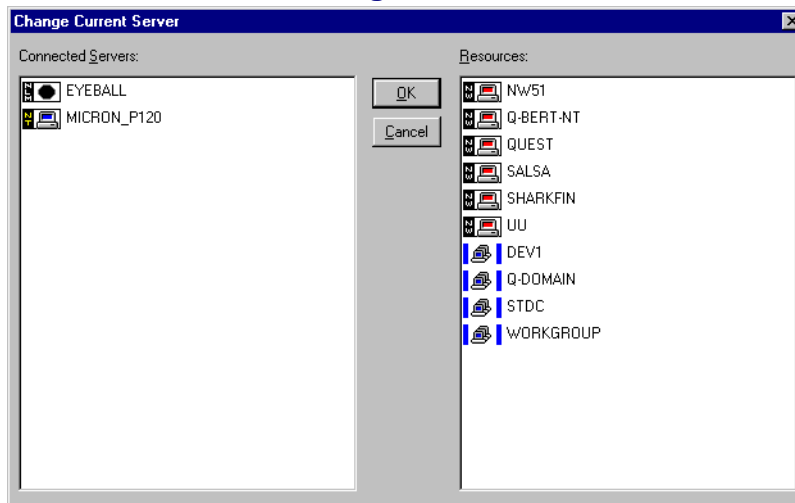 Change Current Server
Connected Servers:
EYEBALL
MICRON_P120
OK
Cancel
Resources:
NW51
Q-BERT-NT
QUEST
SALSA
SHARKFIN
UU
DEV1
Q-DOMAIN
STDC
WORKGROUP